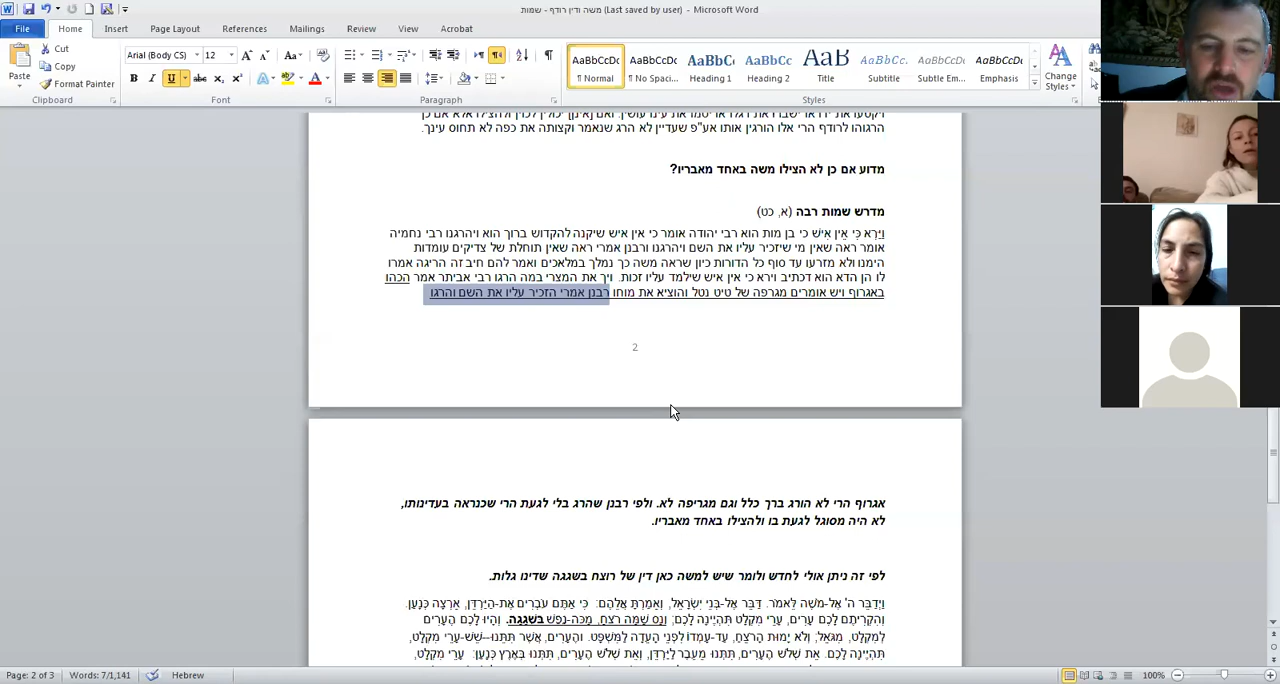 משה ודין רודף - שמות (Last saved by user) - Microsoft Word
File Home Insert Page Layout References Mailings Review View Acrobat
Cut
Copy
Format Painter
Paste
Arial (Body CS) 12
Clipboard Font Paragraph Styles
AaBbCcDc AaBbCcDc AaBbC AaBbCc AaB AaBbCc. AaBbCcDc AaBbCcDc
¶ Normal ¶ No Spaci... Heading 1 Heading 2 Title Subtitle Subtle Em... Emphasis
Change
Styles
הרגוהו לרודף הרי אלו הורגין אותו אע"פ שעדיין לא הרג שנאמר וקצותה את כפה לא תחוס עינך.
מדוע אם כן לא הצילו משה באחד מאבריו?
מדרש שמות רבה (א, כט)
וַיַּרְא כִּי אֵין אִישׁ כי בן מות הוא רבי יהודה אומר כי אין איש שיקנה להקדוש ברוך הוא ויהרגנו רבי נחמיה
אומר ראה שאין מי שיזכיר עליו את השם ויהרגנו ורבנן אמרי ראה שאין תוחלת של צדיקים עומדות
הימנו ולא מזרעו עד סוף כל הדורות כיון שראה משה כך נמלך במלאכים ואמר להם חיב זה הריגה אמרו
לו הן הדא הוא דכתיב וירא כי אין איש שילמד עליו זכות. ויך את המצרי במה הרגו רבי אביתר אמר הכהו
באגרוף ויש אומרים מגרפה של טיט נטל והוציא את מוחו רבנן אמרי הזכיר עליו את השם והרגו
2
אגרוף הרי לא הורג ברך כלל וגם מגריפה לא. ולפי רבנן שהרג בלי לגעת הרי שכנראה בעדינותו,
לא היה מסוגל לגעת בו ולהצילו באחד מאבריו.
לפי זה ניתן אולי לחדש ולומר שיש למשה כאן דין של רוצח בשגגה שדינו גלות.
וַיְדַבֵּר ה' אֶל-מֹשֶׁה לֵּאמֹר. דַּבֵּר אֶל-בְּנֵי יִשְׂרָאֵל, וְאָמַרְתָּ אֲלֵהֶם: כִּי אַתֶּם עֹבְרִים אֶת-הַיַּרְדֵּן, אַרְצָה כְּנָעַן.
וְהִקְרִיתֶם לָכֶם עָרִים, עָרֵי מִקְלָט תִּהְיֶינָה לָכֶם; וְנָס שָׁמָּה רֹצֵחַ, מַכֵּה-נֶפֶשׁ בִּשְׁגָגָה. וְהָיוּ לָכֶם הֶעָרִים
לְמִקְלָט, מִגֹּאֵל; וְלֹא יָמוּת הָרֹצֵחַ, עַד-עָמְדוֹ לִפְנֵי הָעֵדָה לַמִּשְׁפָּט. וְהֶעָרִים, אֲשֶׁר תִּתֵּנוּ--שֵׁשׁ-עָרֵי מִקְלָט,
תִּהְיֶינָה לָכֶם. אֵת שְׁלֹשׁ הֶעָרִים, תִּתְּנוּ מֵעֵבֶר לַיַּרְדֵּן, וְאֵת שְׁלֹשׁ הֶעָרִים, תִּתְּנוּ בְּאֶרֶץ כְּנָעַן: עָרֵי מִקְלָט,
Page: 2 of 3 Words: 7/1,141 Hebrew 100%